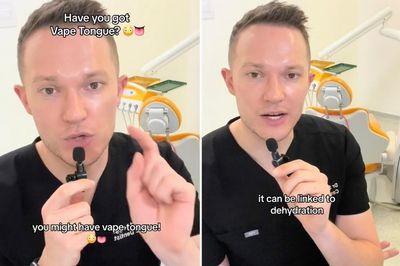 Have you got
Vape Tongue? 😳👅
you might have vape tongue!
😳👅
it can be linked to
dehydration